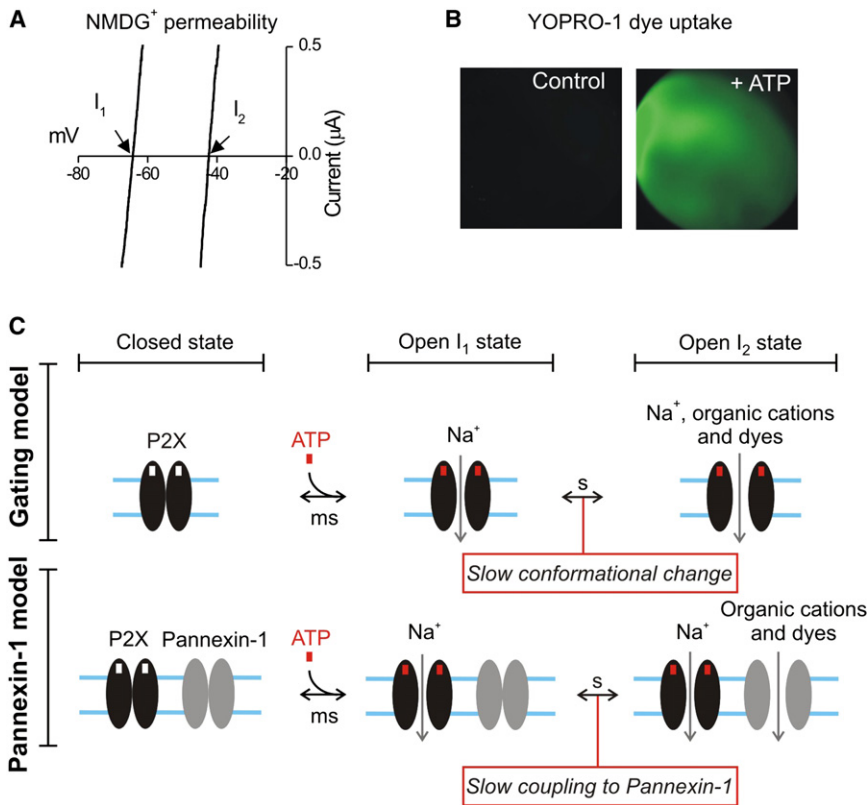 A
NMDG⁺ permeability
0.5
0.0
-0.5
Current (µA)
mV
I₁
I₂
-80
-60
-40
-20
B
YOPRO-1 dye uptake
Control
+ ATP
C
Closed state
Open I₁ state
Open I₂ state
Gating model
P2X
ATP
ms
Na⁺
s
Na⁺, organic cations
and dyes
Slow conformational change
Pannexin-1 model
P2X
Pannexin-1
ATP
ms
Na⁺
s
Na⁺
Organic cations
and dyes
Slow coupling to Pannexin-1